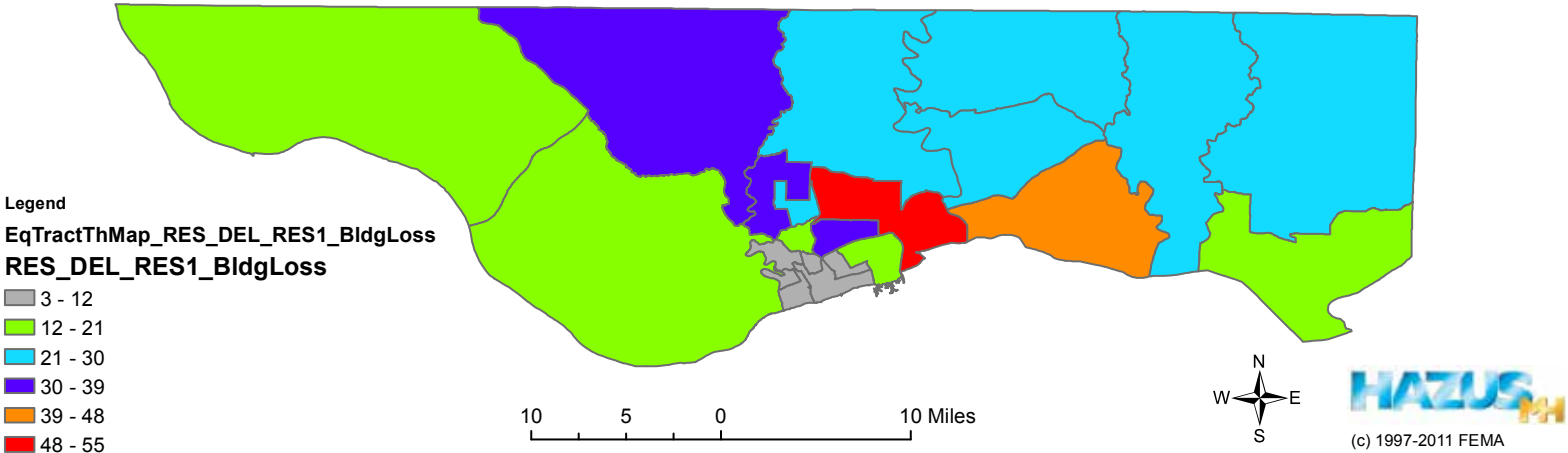 Legend
EqTractThMap_RES_DEL_RES1_BldgLoss
RES_DEL_RES1_BldgLoss
3 - 12
12 - 21
21 - 30
30 - 39
39 - 48
48 - 55
10 5 0 10 Miles
N
W E
S
HAZUS MH
(c) 1997-2011 FEMA